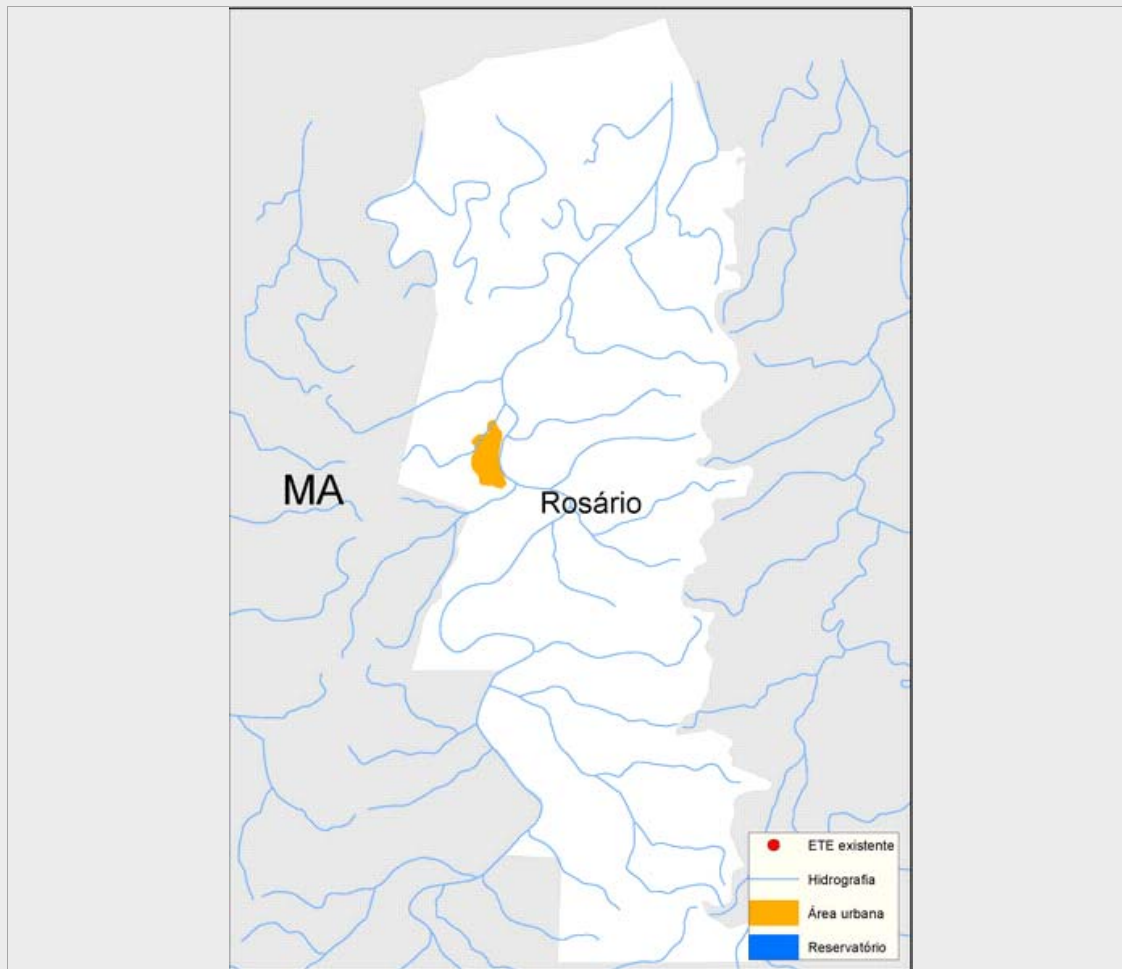 MA
Rosário
ETE existente
Hidrografia
Área urbana
Reservatório